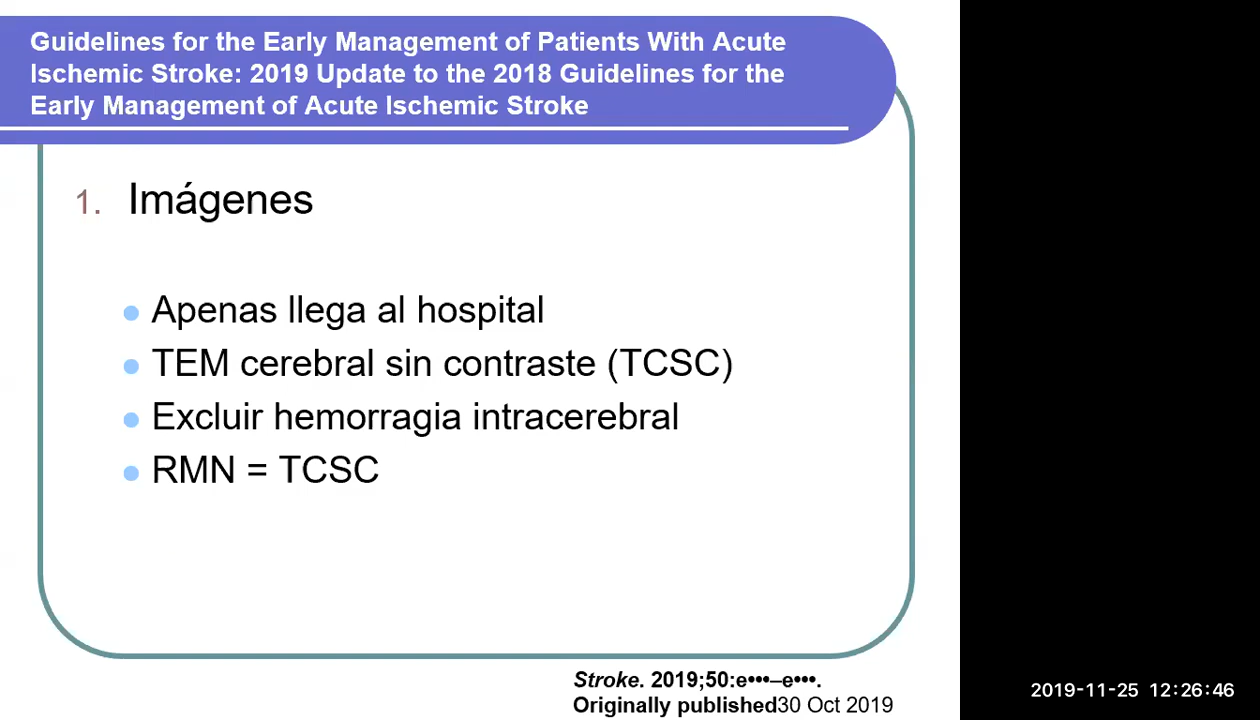 Guidelines for the Early Management of Patients With Acute
Ischemic Stroke: 2019 Update to the 2018 Guidelines for the
Early Management of Acute Ischemic Stroke
1. Imágenes
Apenas llega al hospital
TEM cerebral sin contraste (TCSC)
Excluir hemorragia intracerebral
RMN = TCSC
Stroke. 2019;50:e•••–e•••.
Originally published30 Oct 2019
2019-11-25 12:26:46